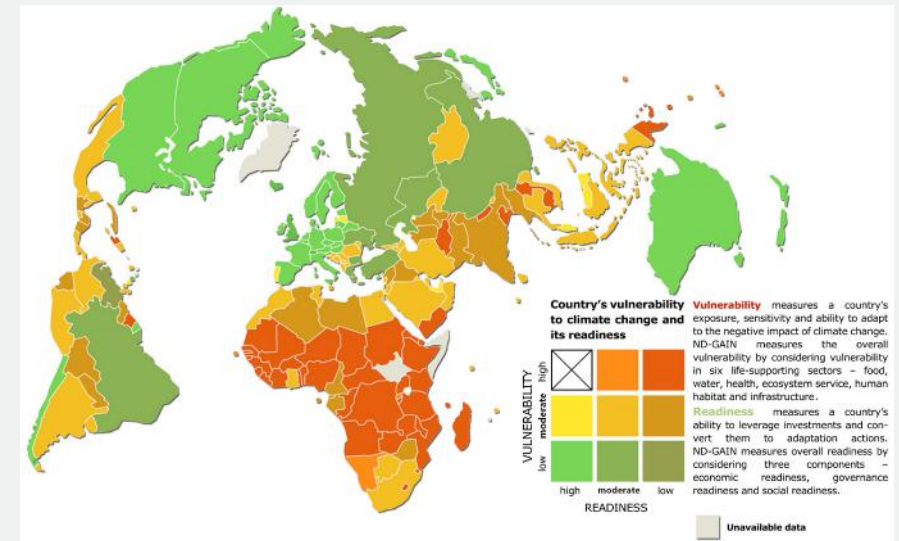 Country's vulnerability
to climate change and
its readiness
VULNERABILITY
high
moderate
low
high moderate low
READINESS
Vulnerability measures a country's
exposure, sensitivity and ability to adapt
to the negative impact of climate change.
ND-GAIN measures the overall
vulnerability by considering vulnerability
in six life-supporting sectors – food,
water, health, ecosystem service, human
habitat and infrastructure.
Readiness measures a country's
ability to leverage investments and con-
vert them to adaptation actions.
ND-GAIN measures overall readiness by
considering three components –
economic readiness, governance
readiness and social readiness.
Unavailable data